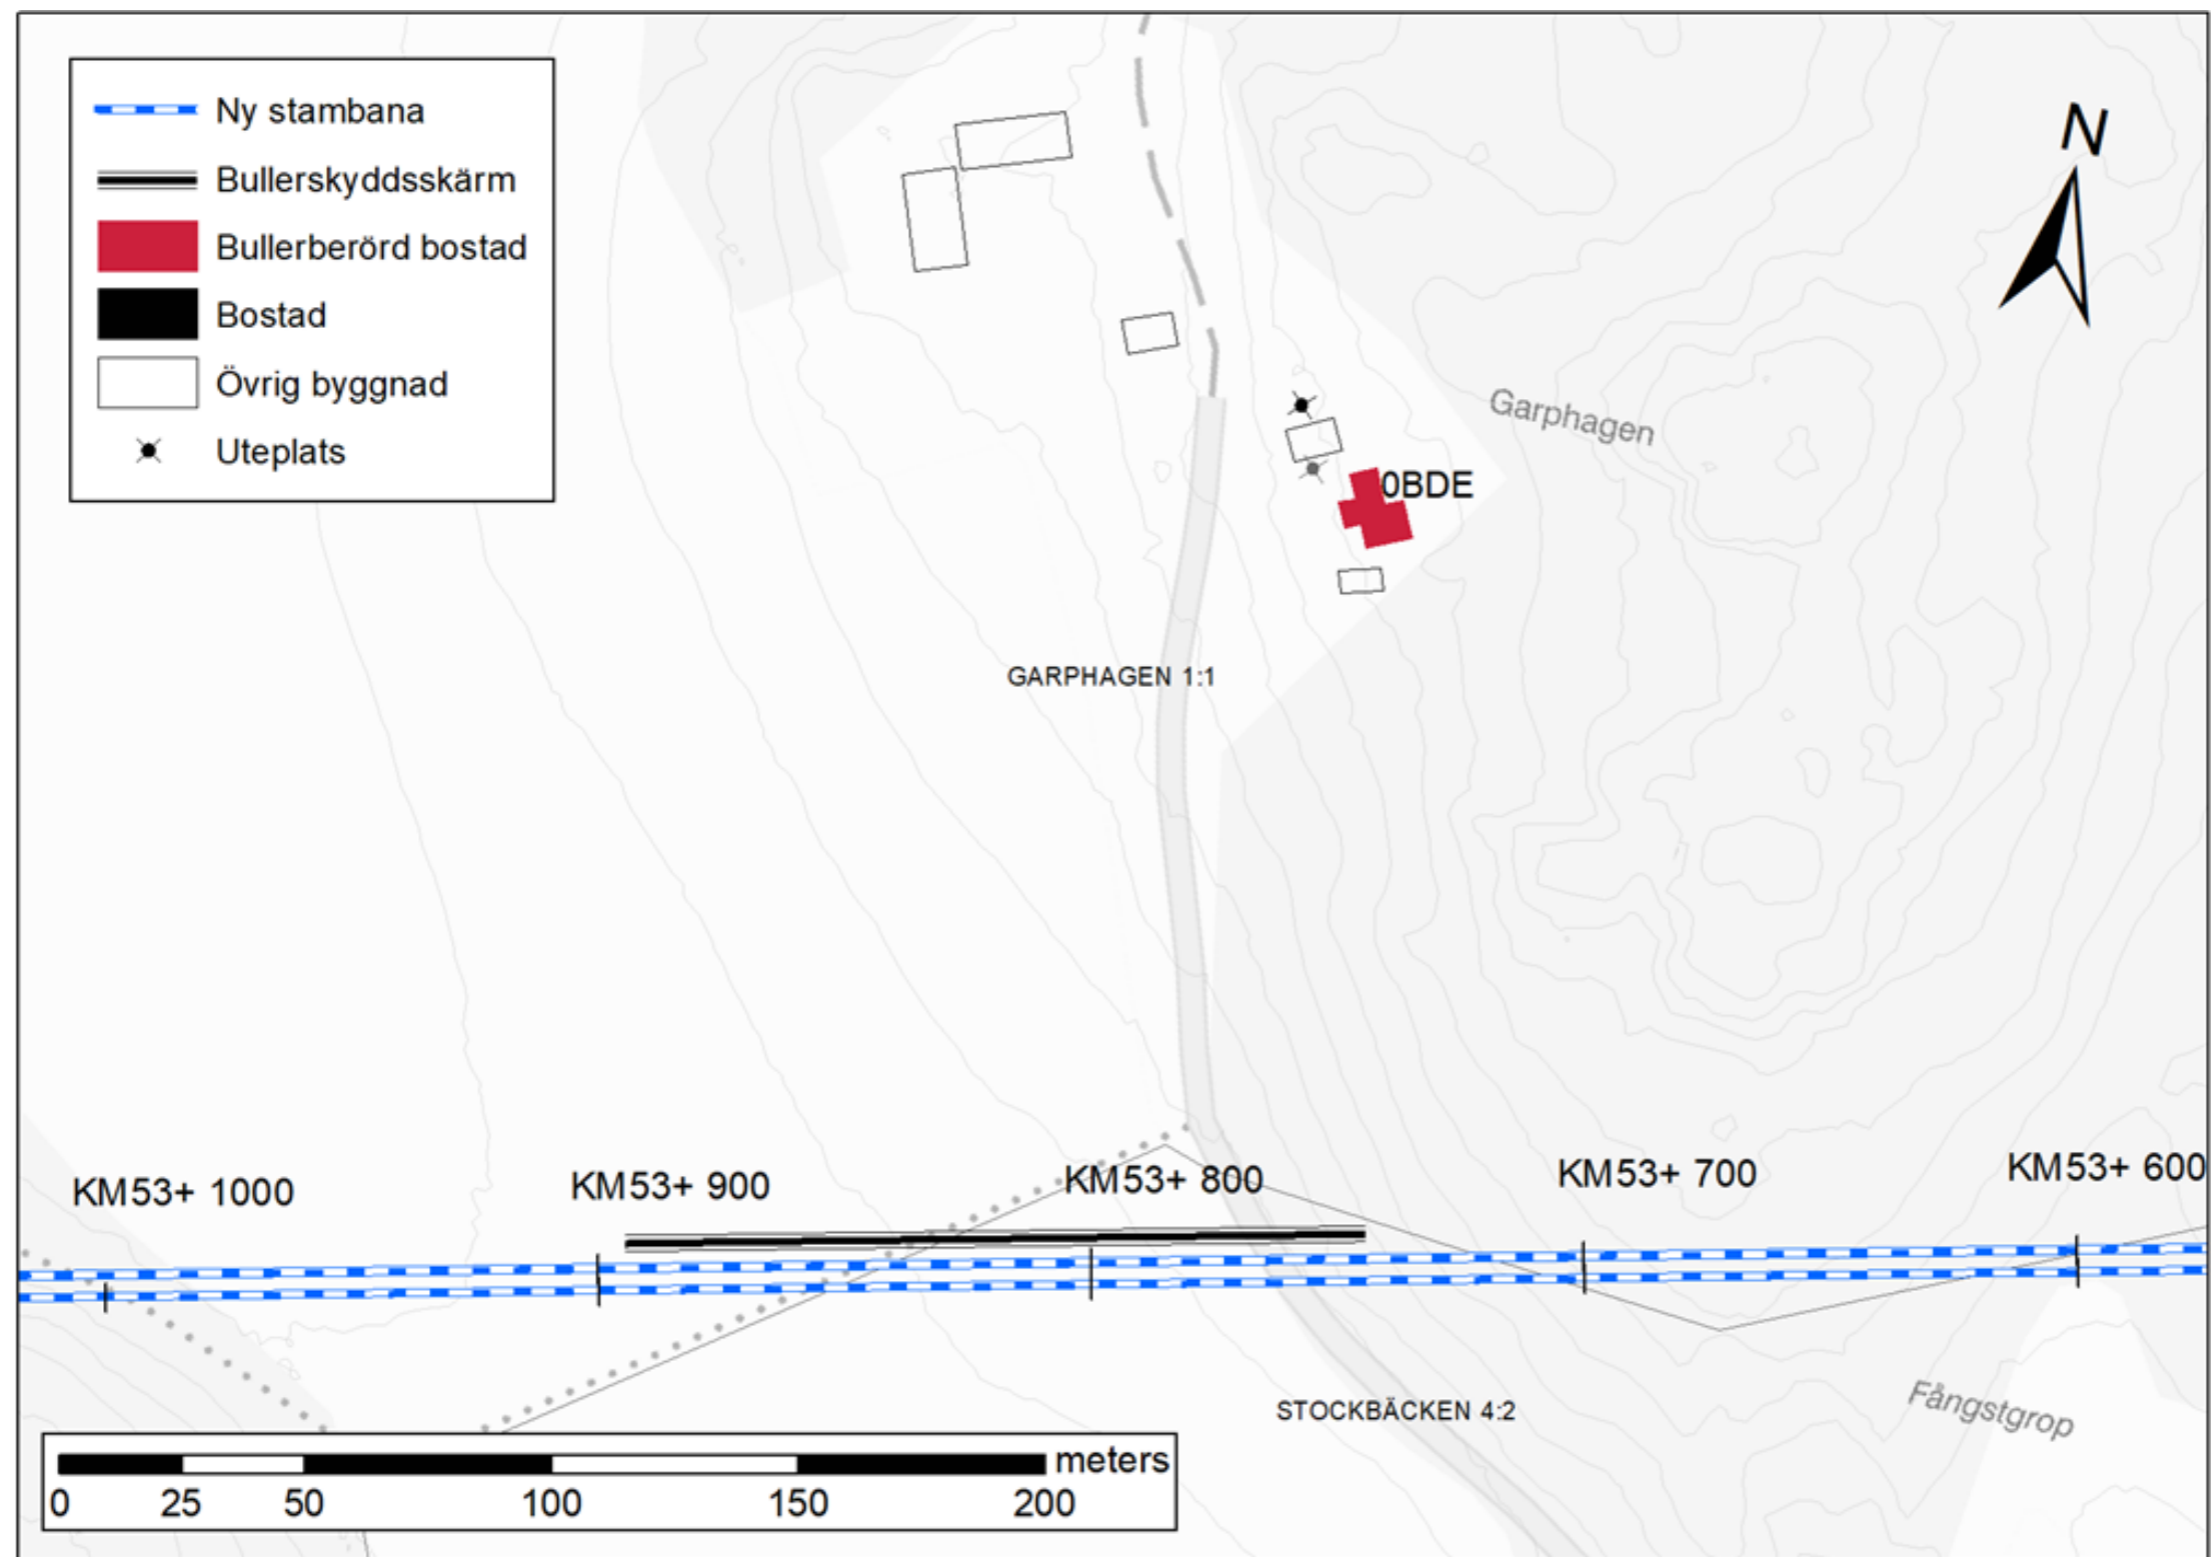 Ny stambana
Bullerskyddsskärm
Bullerberörd bostad
Bostad
Övrig byggnad
Uteplats
N
Garphagen
0BDE
GARPHAGEN 1:1
KM53+ 1000
KM53+ 900
KM53+ 800
KM53+ 700
KM53+ 600
STOCKBÄCKEN 4:2
Fångstgrop
meters
0 25 50 100 150 200